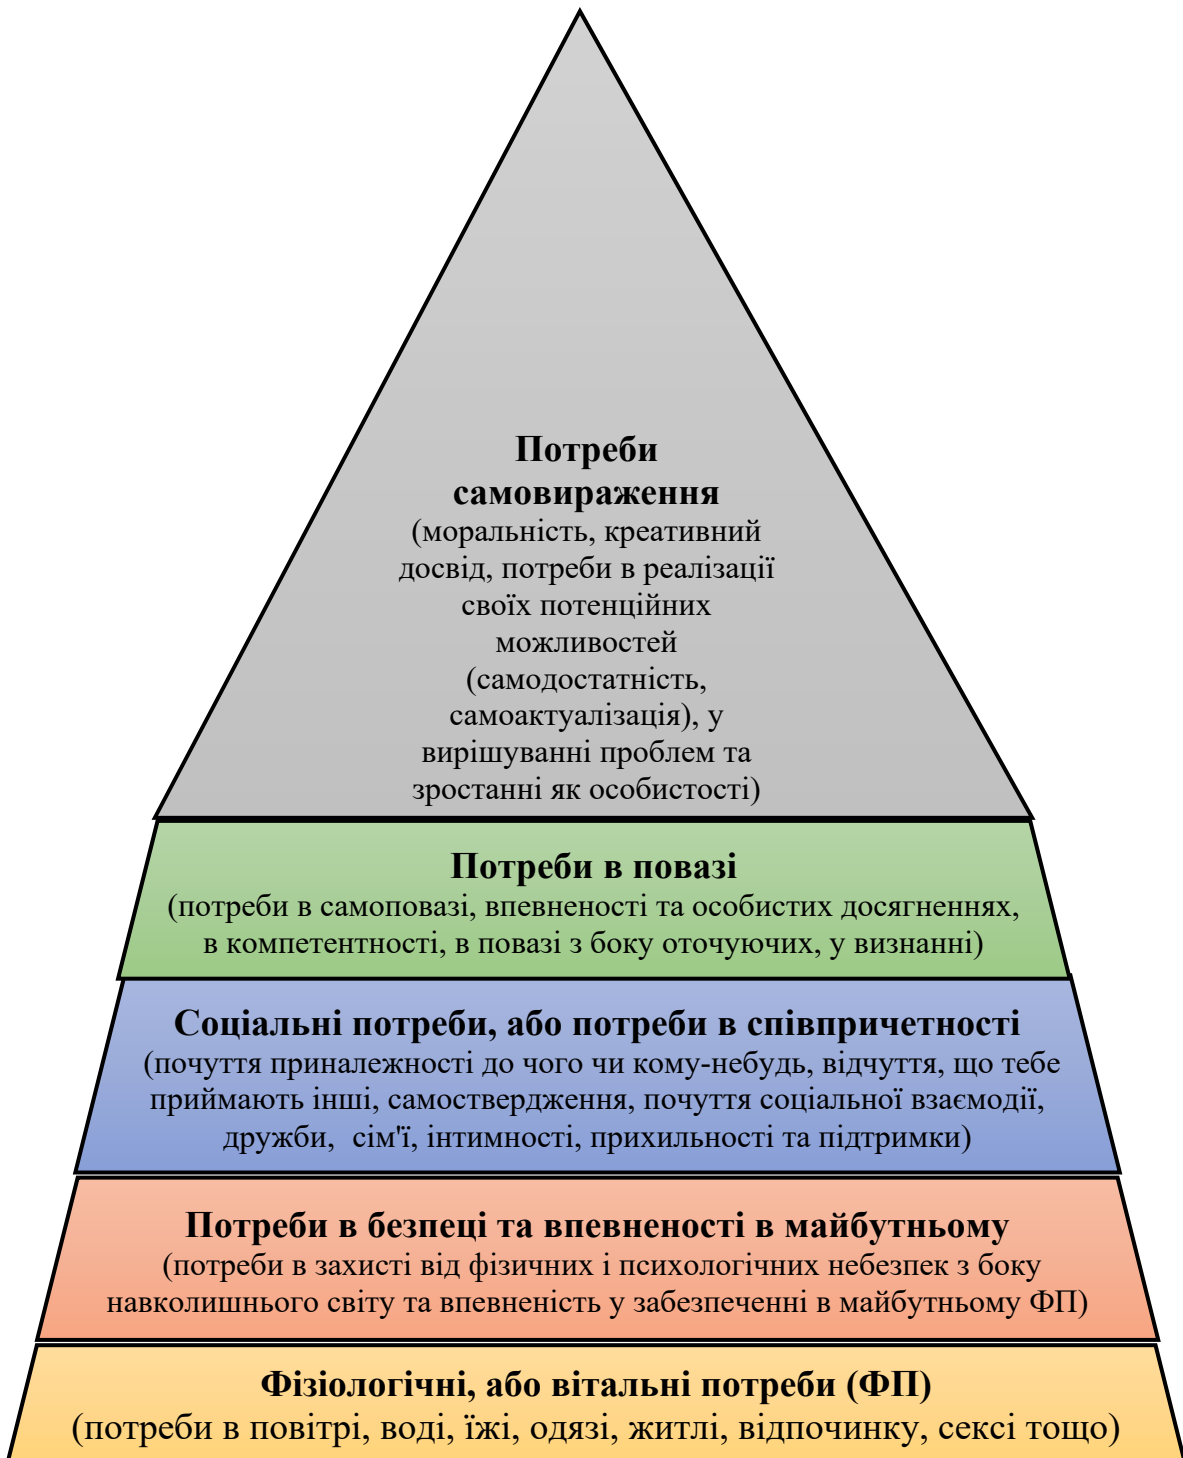 Потреби
самовираження
(моральність, креативний
досвід, потреби в реалізації
своїх потенційних
можливостей
(самодостатність,
самоактуалізація), у
вирішуванні проблем та
зростанні як особистості)
Потреби в повазі
(потреби в самоповазі, впевненості та особистих досягненнях,
в компетентності, в повазі з боку оточуючих, у визнанні)
Соціальні потреби, або потреби в співпричетності
(почуття приналежності до чого чи кому-небудь, відчуття, що тебе
приймають інші, самоствердження, почуття соціальної взаємодії,
дружби, сім'ї, інтимності, прихильності та підтримки)
Потреби в безпеці та впевненості в майбутньому
(потреби в захисті від фізичних і психологічних небезпек з боку
навколишнього світу та впевненість у забезпеченні в майбутньому ФП)
Фізіологічні, або вітальні потреби (ФП)
(потреби в повітрі, воді, їжі, одязі, житлі, відпочинку, сексі тощо)